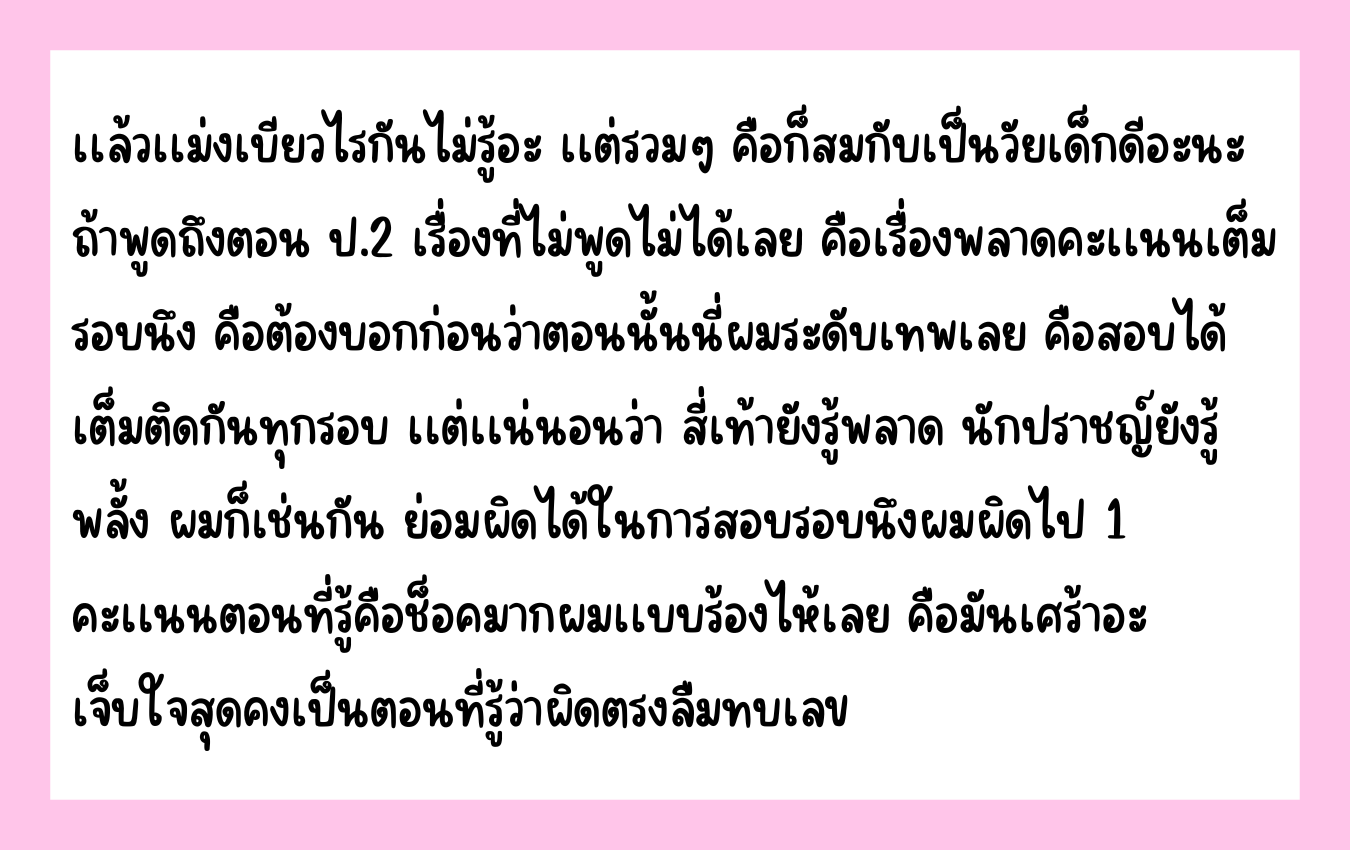 แล้วแม่งเบียวไรกันไม่รู้อะ แต่รวมๆ คือก็สมกับเป็นวัยเด็กดีอะนะ
ถ้าพูดถึงตอน ป.2 เรื่องที่ไม่พูดไม่ได้เลย คือเรื่องพลาดคะแนนเต็ม
รอบนึง คือต้องบอกก่อนว่าตอนนั้นนี่ผมระดับเทพเลย คือสอบได้
เต็มติดกันทุกรอบ แต่แน่นอนว่า สี่เท้ายังรู้พลาด นักปราชญ์ยังรู้
พลั้ง ผมก็เช่นกัน ย่อมผิดได้ในการสอบรอบนึงผมผิดไป 1
คะแนนตอนที่รู้คือช็อคมากผมแบบร้องไห้เลย คือมันเศร้าอะ
เจ็บใจสุดคงเป็นตอนที่รู้ว่าผิดตรงลืมทบเลข